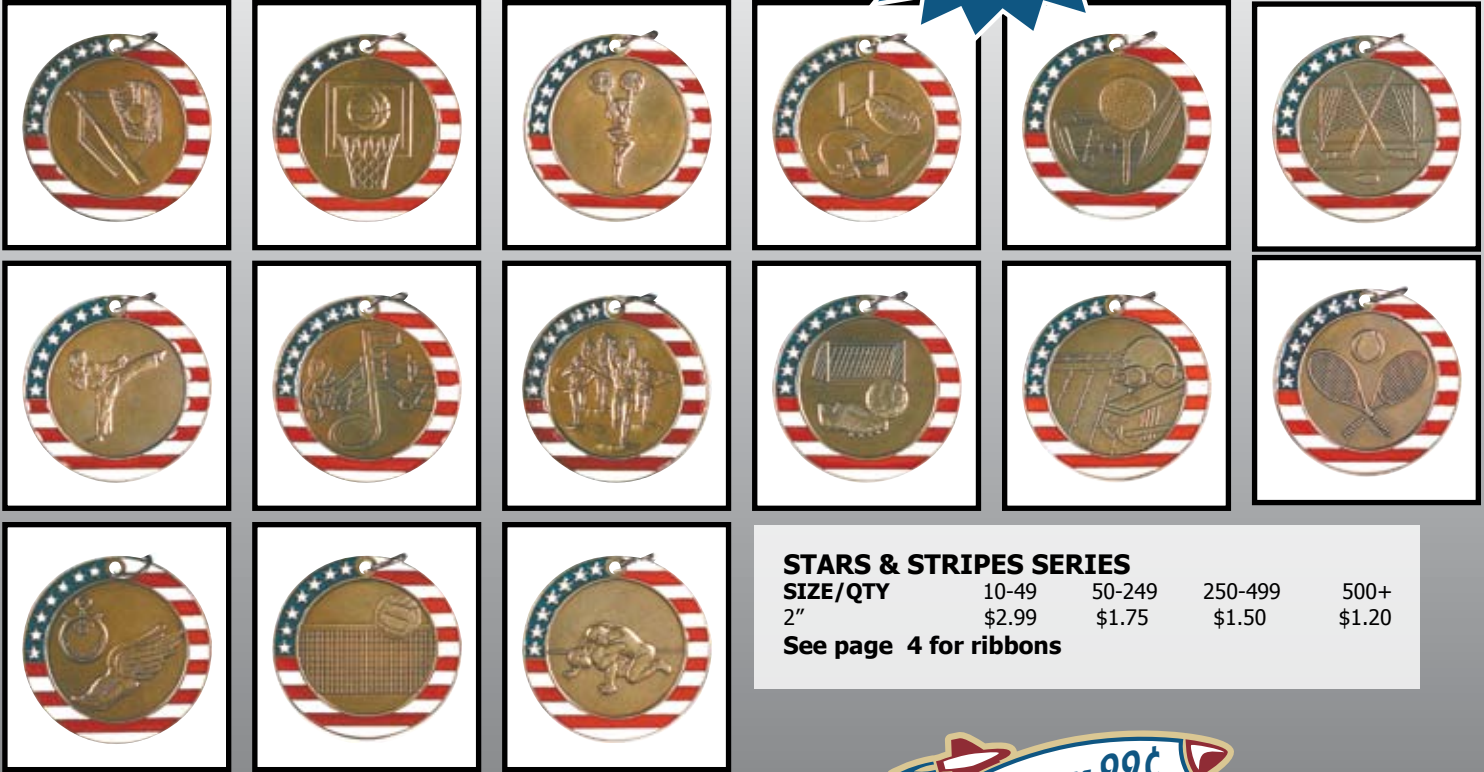 STARS & STRIPES SERIES
SIZE/QTY 10-49 50-249 250-499 500+
2” $2.99 $1.75 $1.50 $1.20
See page 4 for ribbons
99¢